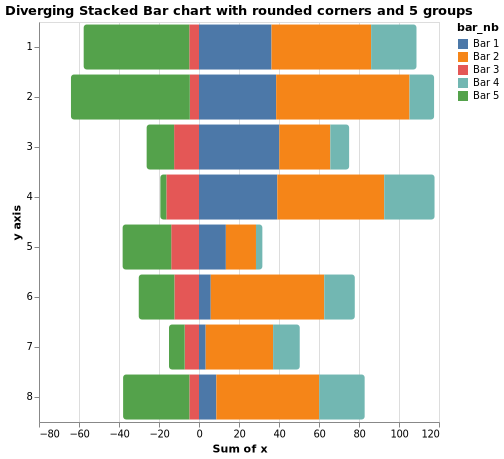 Diverging Stacked Bar chart with rounded corners and 5 groups
bar_nb
Bar 1
Bar 2
Bar 3
Bar 4
Bar 5
y axis
1
2
3
4
5
6
7
8
−80 −60 −40 −20 0 20 40 60 80 100 120
Sum of x